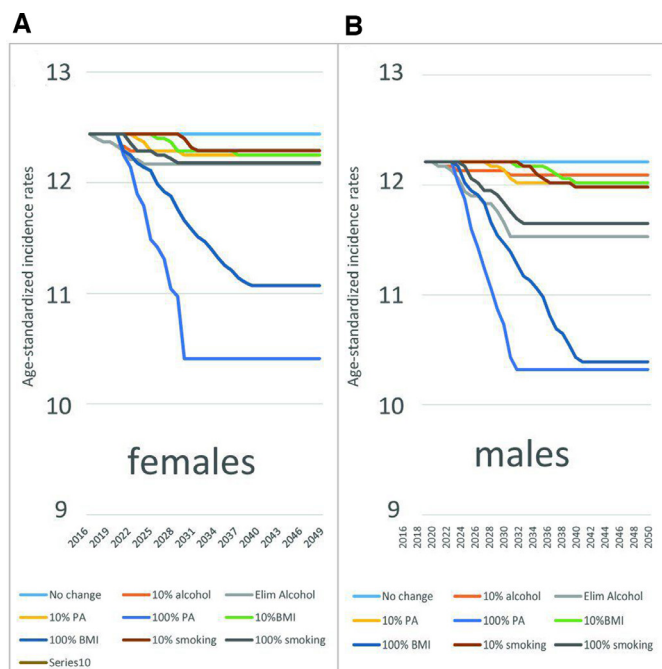 A
B
Age-standardized incidence rates
13
12
11
10
9
females
2016 2019 2022 2025 2028 2031 2034 2037 2040 2043 2046 2049
No change 10% alcohol Elim Alcohol
10% PA 100% PA 10%BMI
100% BMI 10% smoking 100% smoking
Series10
Age-standardized incidence rates
13
12
11
10
9
males
2016 2018 2020 2022 2024 2026 2028 2030 2032 2034 2036 2038 2040 2042 2044 2046 2048 2050
No change 10% alcohol Elim Alcohol
10% PA 100% PA 10%BMI
100% BMI 10% smoking 100% smoking